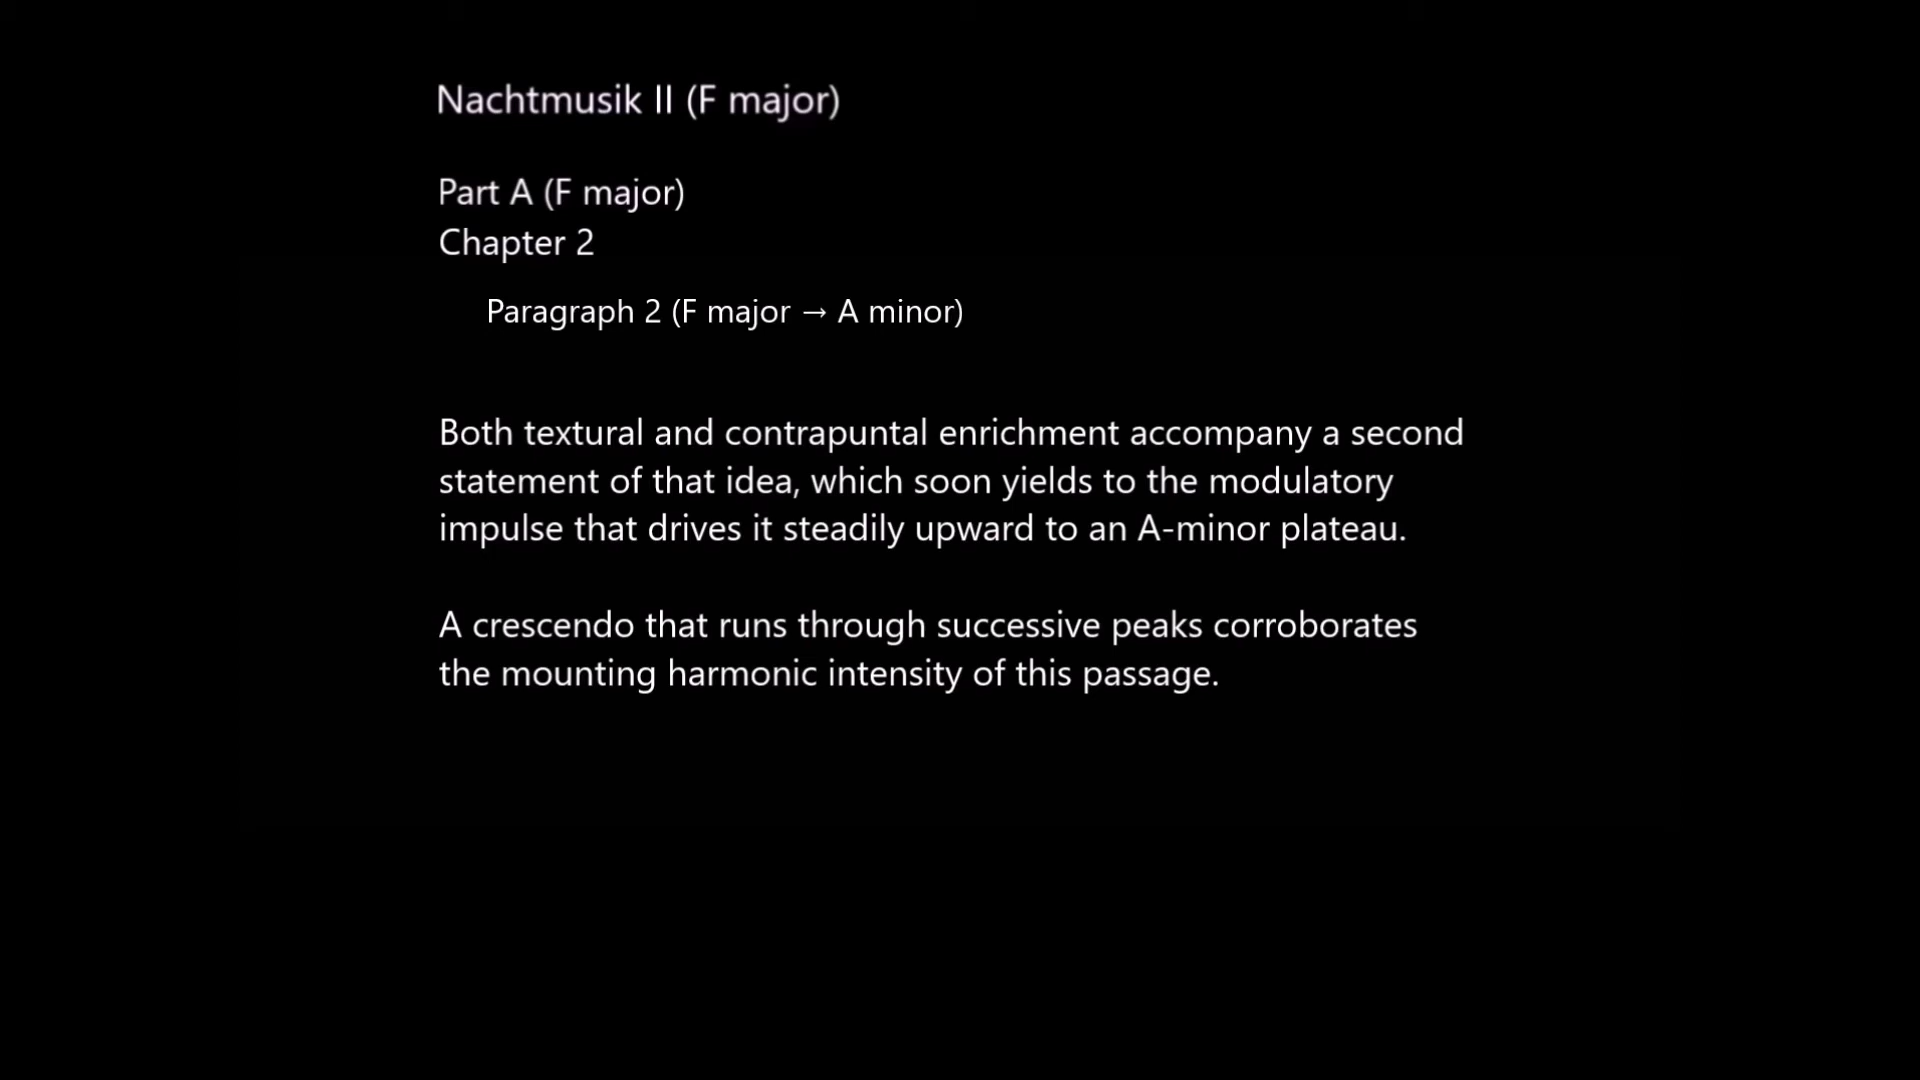 Nachtmusik II (F major)
Part A (F major)
Chapter 2
Paragraph 2 (F major → A minor)
Both textural and contrapuntal enrichment accompany a second
statement of that idea, which soon yields to the modulatory
impulse that drives it steadily upward to an A-minor plateau.
A crescendo that runs through successive peaks corroborates
the mounting harmonic intensity of this passage.